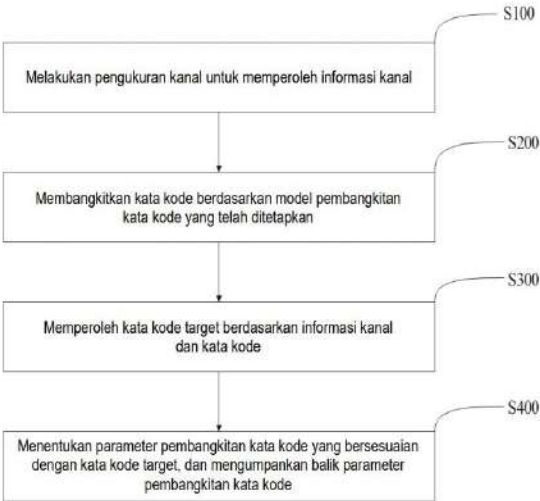 S100
Melakukan pengukuran kanal untuk memperoleh informasi kanal
S200
Membangkitkan kata kode berdasarkan model pembangkitan
kata kode yang telah ditetapkan
S300
Memperoleh kata kode target berdasarkan informasi kanal
dan kata kode
S400
Menentukan parameter pembangkitan kata kode yang bersesuaian
dengan kata kode target, dan mengumpankan balik parameter
pembangkitan kata kode